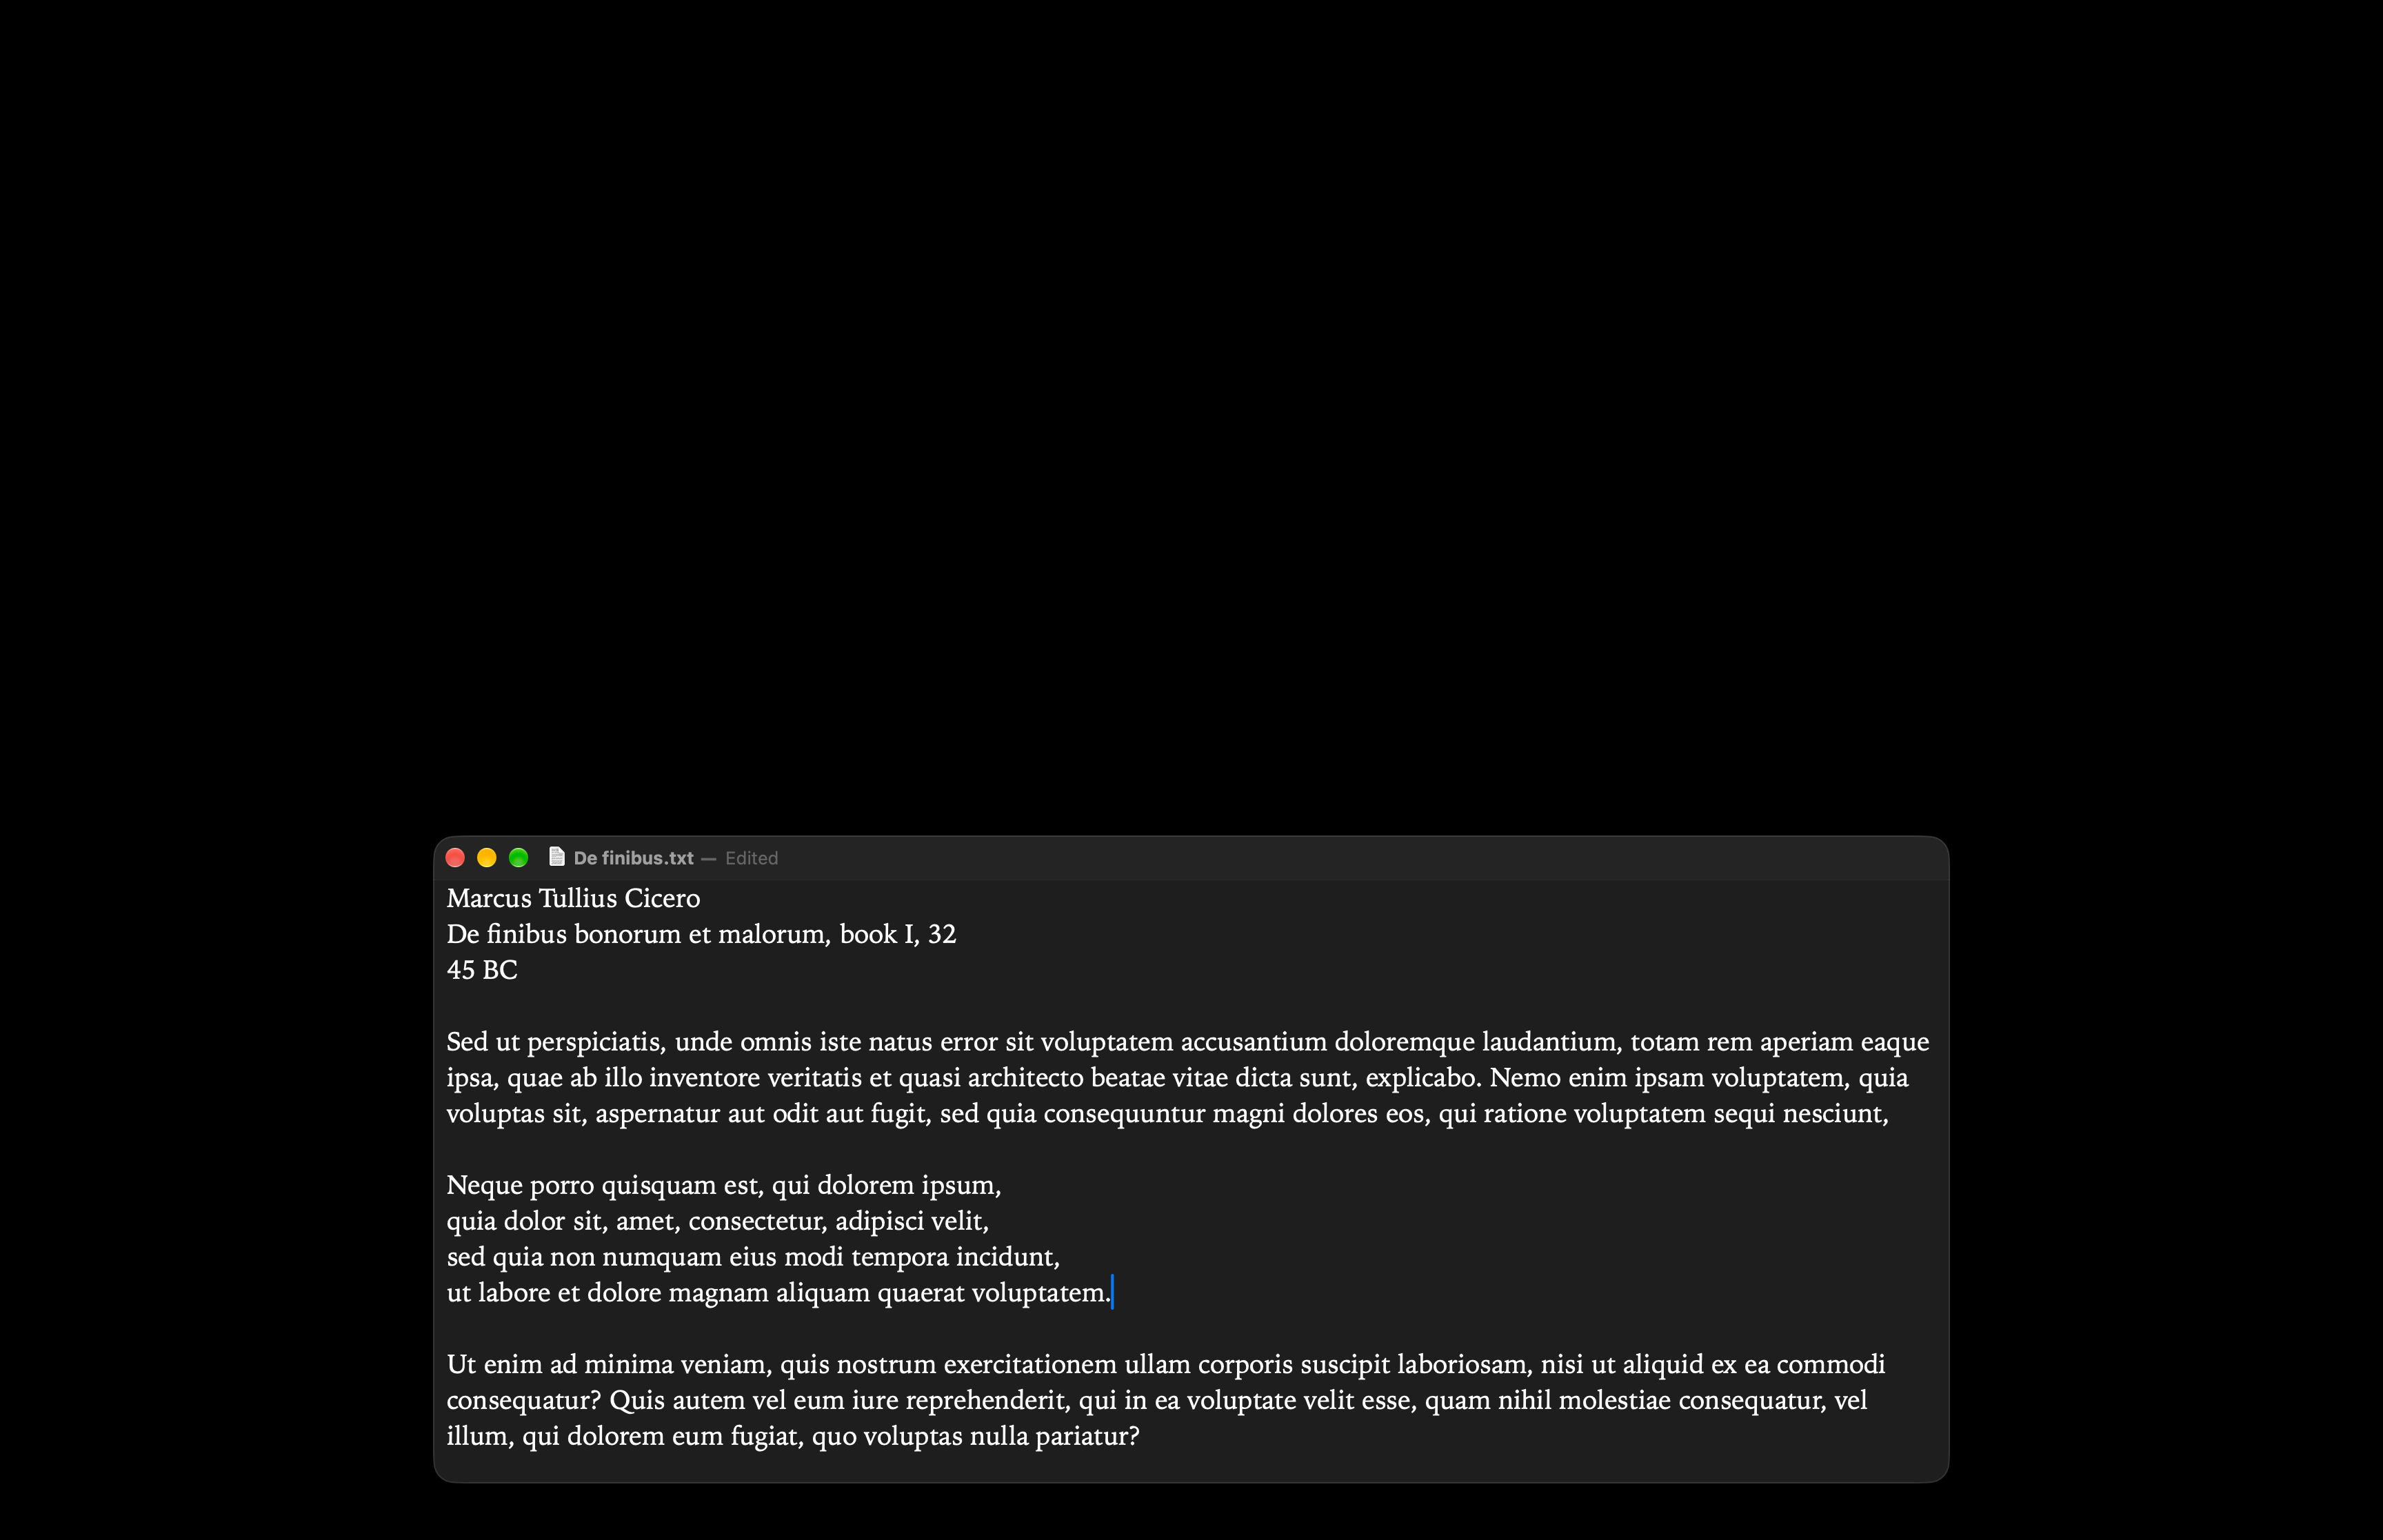 De finibus.txt — Edited
Marcus Tullius Cicero
De finibus bonorum et malorum, book I, 32
45 BC
Sed ut perspiciatis, unde omnis iste natus error sit voluptatem accusantium doloremque laudantium, totam rem aperiam eaque
ipsa, quae ab illo inventore veritatis et quasi architecto beatae vitae dicta sunt, explicabo. Nemo enim ipsam voluptatem, quia
voluptas sit, aspernatur aut odit aut fugit, sed quia consequuntur magni dolores eos, qui ratione voluptatem sequi nesciunt,
Neque porro quisquam est, qui dolorem ipsum,
quia dolor sit, amet, consectetur, adipisci velit,
sed quia non numquam eius modi tempora incidunt,
ut labore et dolore magnam aliquam quaerat voluptatem.
Ut enim ad minima veniam, quis nostrum exercitationem ullam corporis suscipit laboriosam, nisi ut aliquid ex ea commodi
consequatur? Quis autem vel eum iure reprehenderit, qui in ea voluptate velit esse, quam nihil molestiae consequatur, vel
illum, qui dolorem eum fugiat, quo voluptas nulla pariatur?